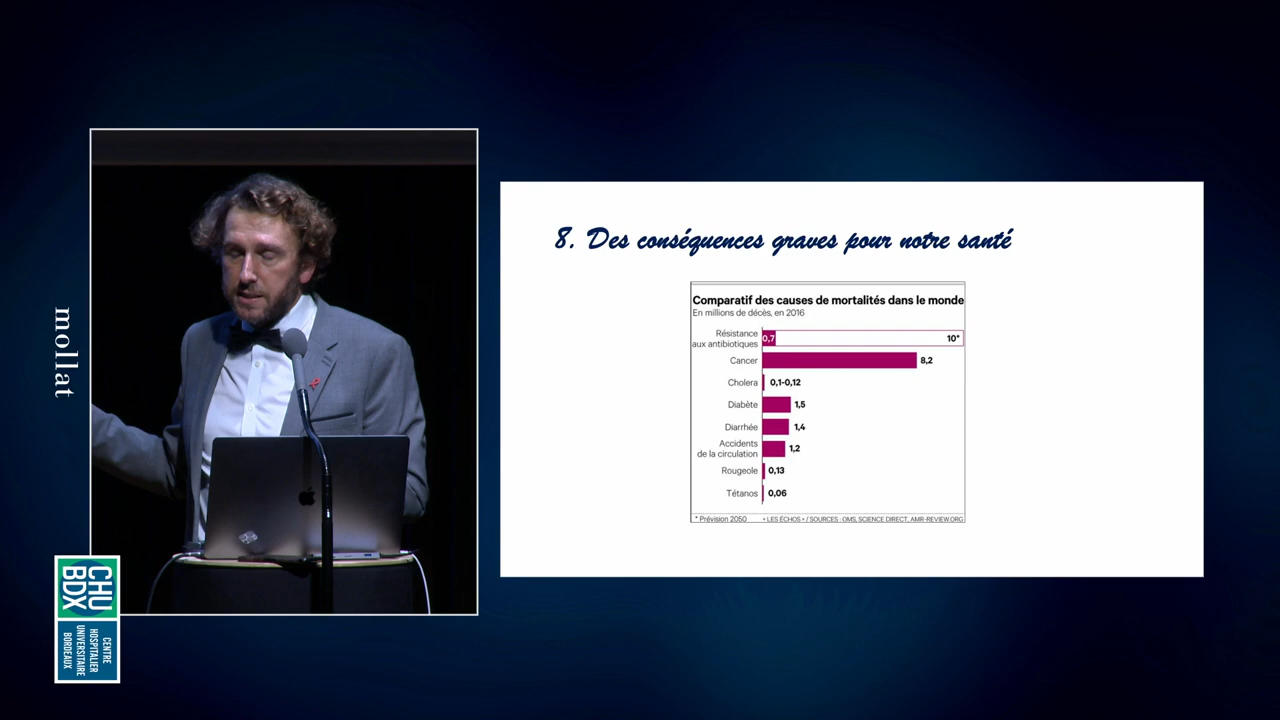 mollat
CHU
BDX
CENTRE
HOSPITALIER
UNIVERSITAIRE
BORDEAUX
8. Des conséquences graves pour notre santé
Comparatif des causes de mortalités dans le monde
En millions de décès, en 2016
Résistance
aux antibiotiques 0,7 10*
Cancer 8,2
Cholera 0,1-0,12
Diabète 1,5
Diarrhée 1,4
Accidents
de la circulation 1,2
Rougeole 0,13
Tétanos 0,06
* Prévision 2050 « LES ÉCHOS » / SOURCES : OMS, SCIENCE DIRECT, AMR-REVIEW.ORG